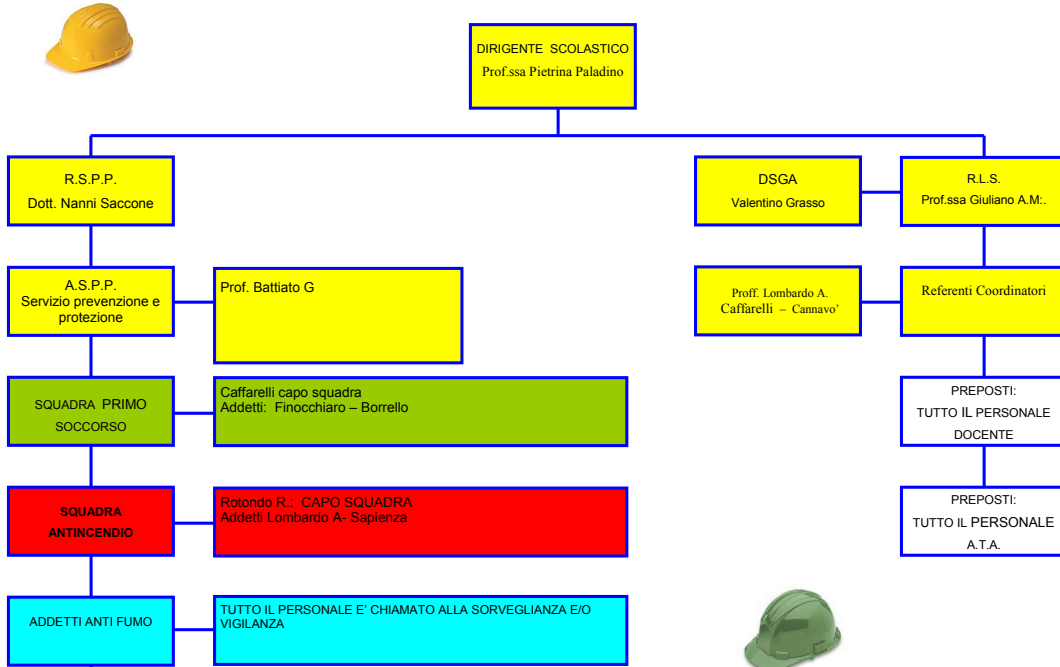 DIRIGENTE SCOLASTICO
Prof.ssa Pietrina Paladino
R.S.P.P.
Dott. Nanni Saccone
DSGA
Valentino Grasso
R.L.S.
Prof.ssa Giuliano A.M:.
A.S.P.P.
Servizio prevenzione e
protezione
Prof. Battiato G
Proff. Lombardo A.
Caffarelli – Cannavo’
Referenti Coordinatori
SQUADRA PRIMO
SOCCORSO
Caffarelli capo squadra
Addetti: Finocchiaro – Borrello
PREPOSTI:
TUTTO IL PERSONALE
DOCENTE
SQUADRA
ANTINCENDIO
Rotondo R.: CAPO SQUADRA
Addetti Lombardo A- Sapienza
PREPOSTI:
TUTTO IL PERSONALE
A.T.A.
ADDETTI ANTI FUMO
TUTTO IL PERSONALE E’ CHIAMATO ALLA SORVEGLIANZA E/O
VIGILANZA